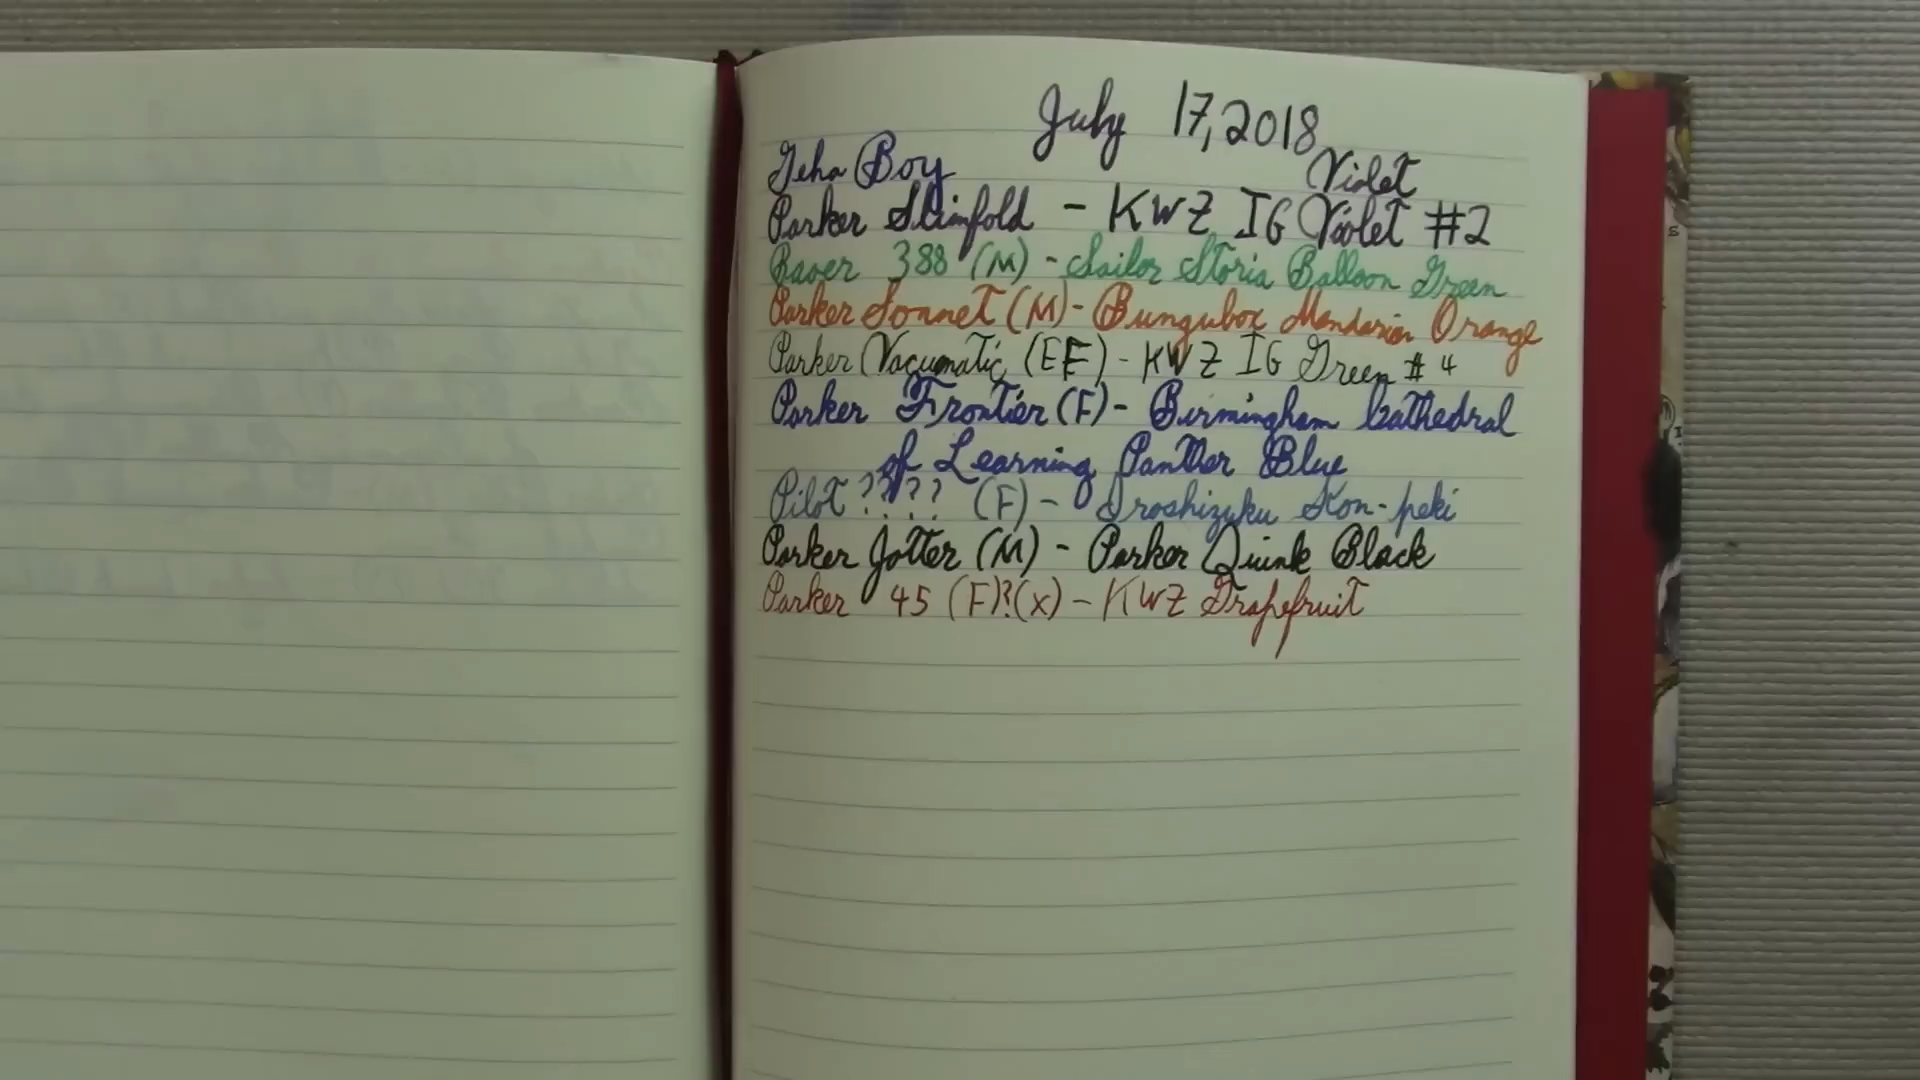 July 17, 2018
Geha Boy
Violet
Parker Slimfold - KWZ IG Violet #2
Baoer 388 (M) - Sailor Storia Balloon Green
Parker Sonnet (M) - Bungubox Mandarin Orange
Parker Vacumatic (EF) - KWZ IG Green #4
Parker Frontier (F) - Birmingham Cathedral
of Learning Panther Blue
Pilot ???? (F) - Iroshizuku Kon-peki
Parker Jotter (M) - Parker Quink Black
Parker 45 (F)?(x) - KWZ Grapefruit